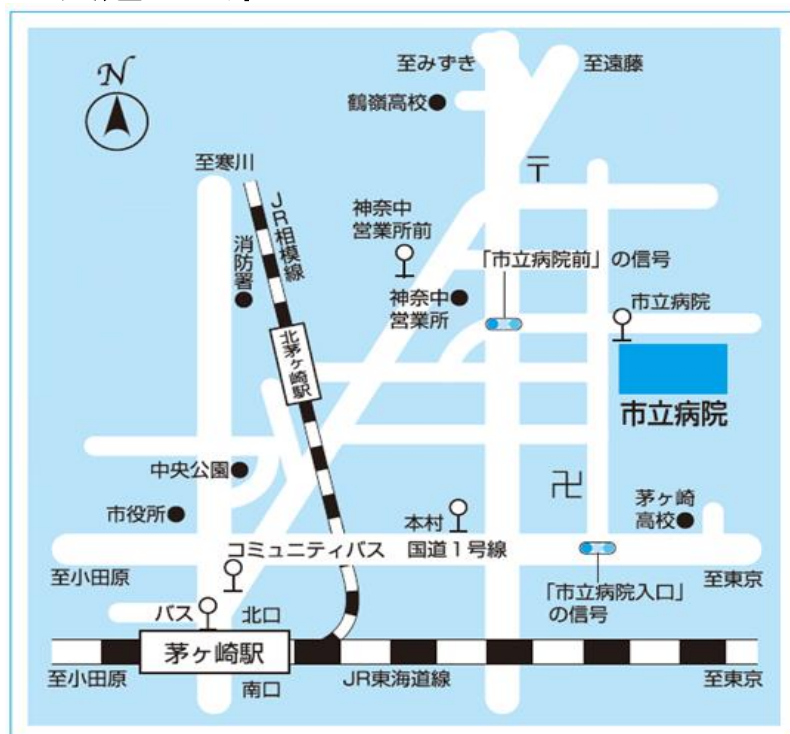 N
至みずき
至遠藤
鶴嶺高校
至寒川
JR相模線
消防署
神奈中
営業所前
「市立病院前」の信号
神奈中
営業所
市立病院
北茅ヶ崎駅
市立病院
中央公園
市役所
本村
茅ヶ崎
高校
コミュニティバス
国道1号線
至小田原
至東京
「市立病院入口」
の信号
バス
北口
茅ヶ崎駅
至小田原
南口
JR東海道線
至東京